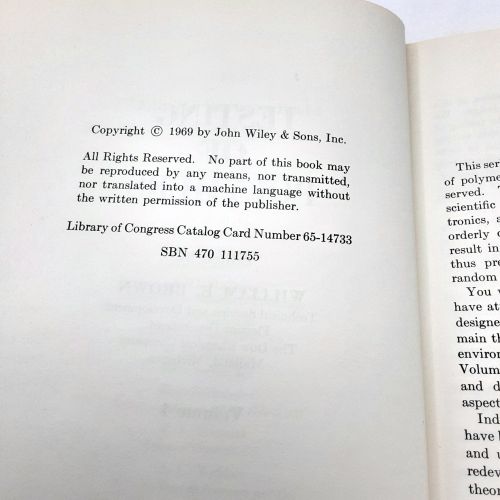 Copyright © 1969 by John Wiley & Sons, Inc.
All Rights Reserved. No part of this book may
be reproduced by any means, nor transmitted,
nor translated into a machine language without
the written permission of the publisher.
Library of Congress Catalog Card Number 65-14733
SBN 470 111755
This ser
of polyme
served.
scientific
tronics, a
orderly c
result in
thus pre
random
You v
have at
designe
main th
environ
Volum
and d
aspect
Ind
have b
and u
redev
theor